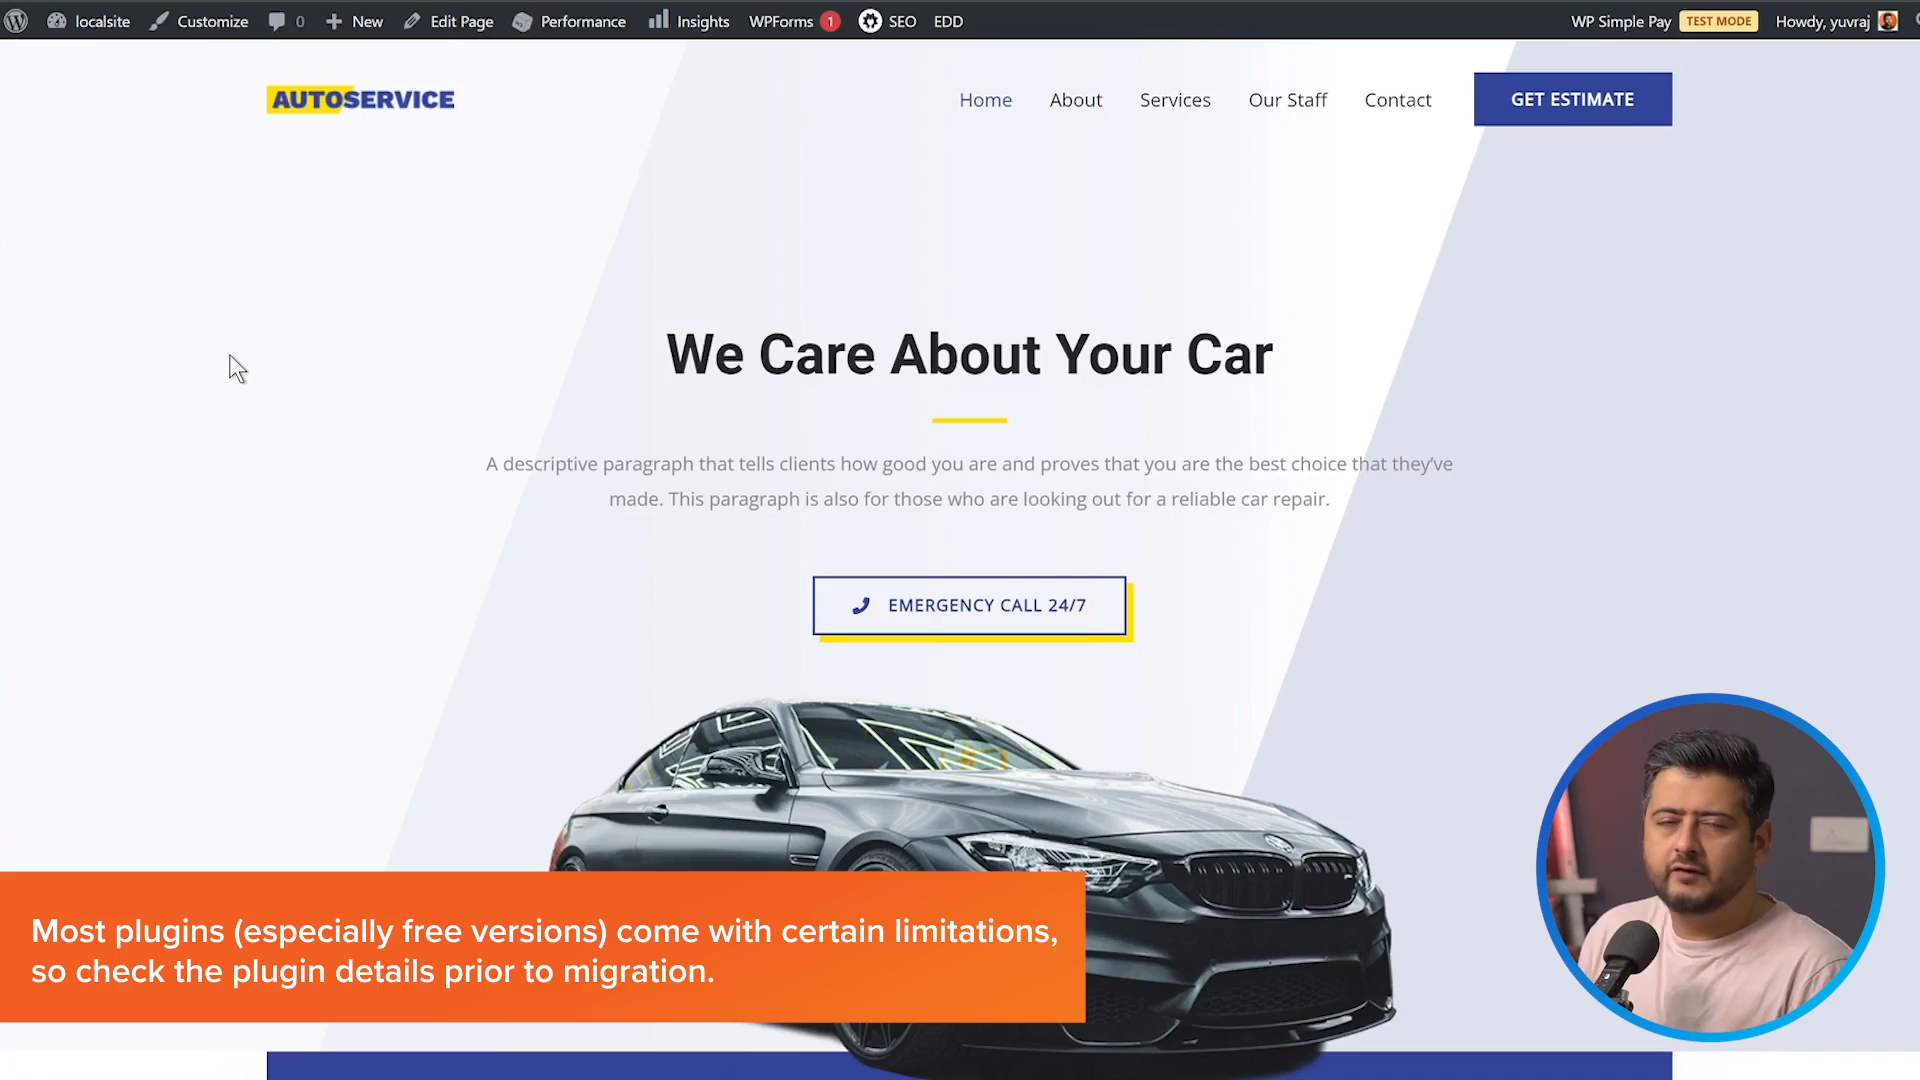 localsite Customize 0 New Edit Page Performance Insights WPForms 1 SEO EDD WP Simple Pay TEST MODE Howdy, yuvraj
AUTOSERVICE
Home About Services Our Staff Contact GET ESTIMATE
We Care About Your Car
A descriptive paragraph that tells clients how good you are and proves that you are the best choice that they’ve
made. This paragraph is also for those who are looking out for a reliable car repair.
EMERGENCY CALL 24/7
Most plugins (especially free versions) come with certain limitations,
so check the plugin details prior to migration.